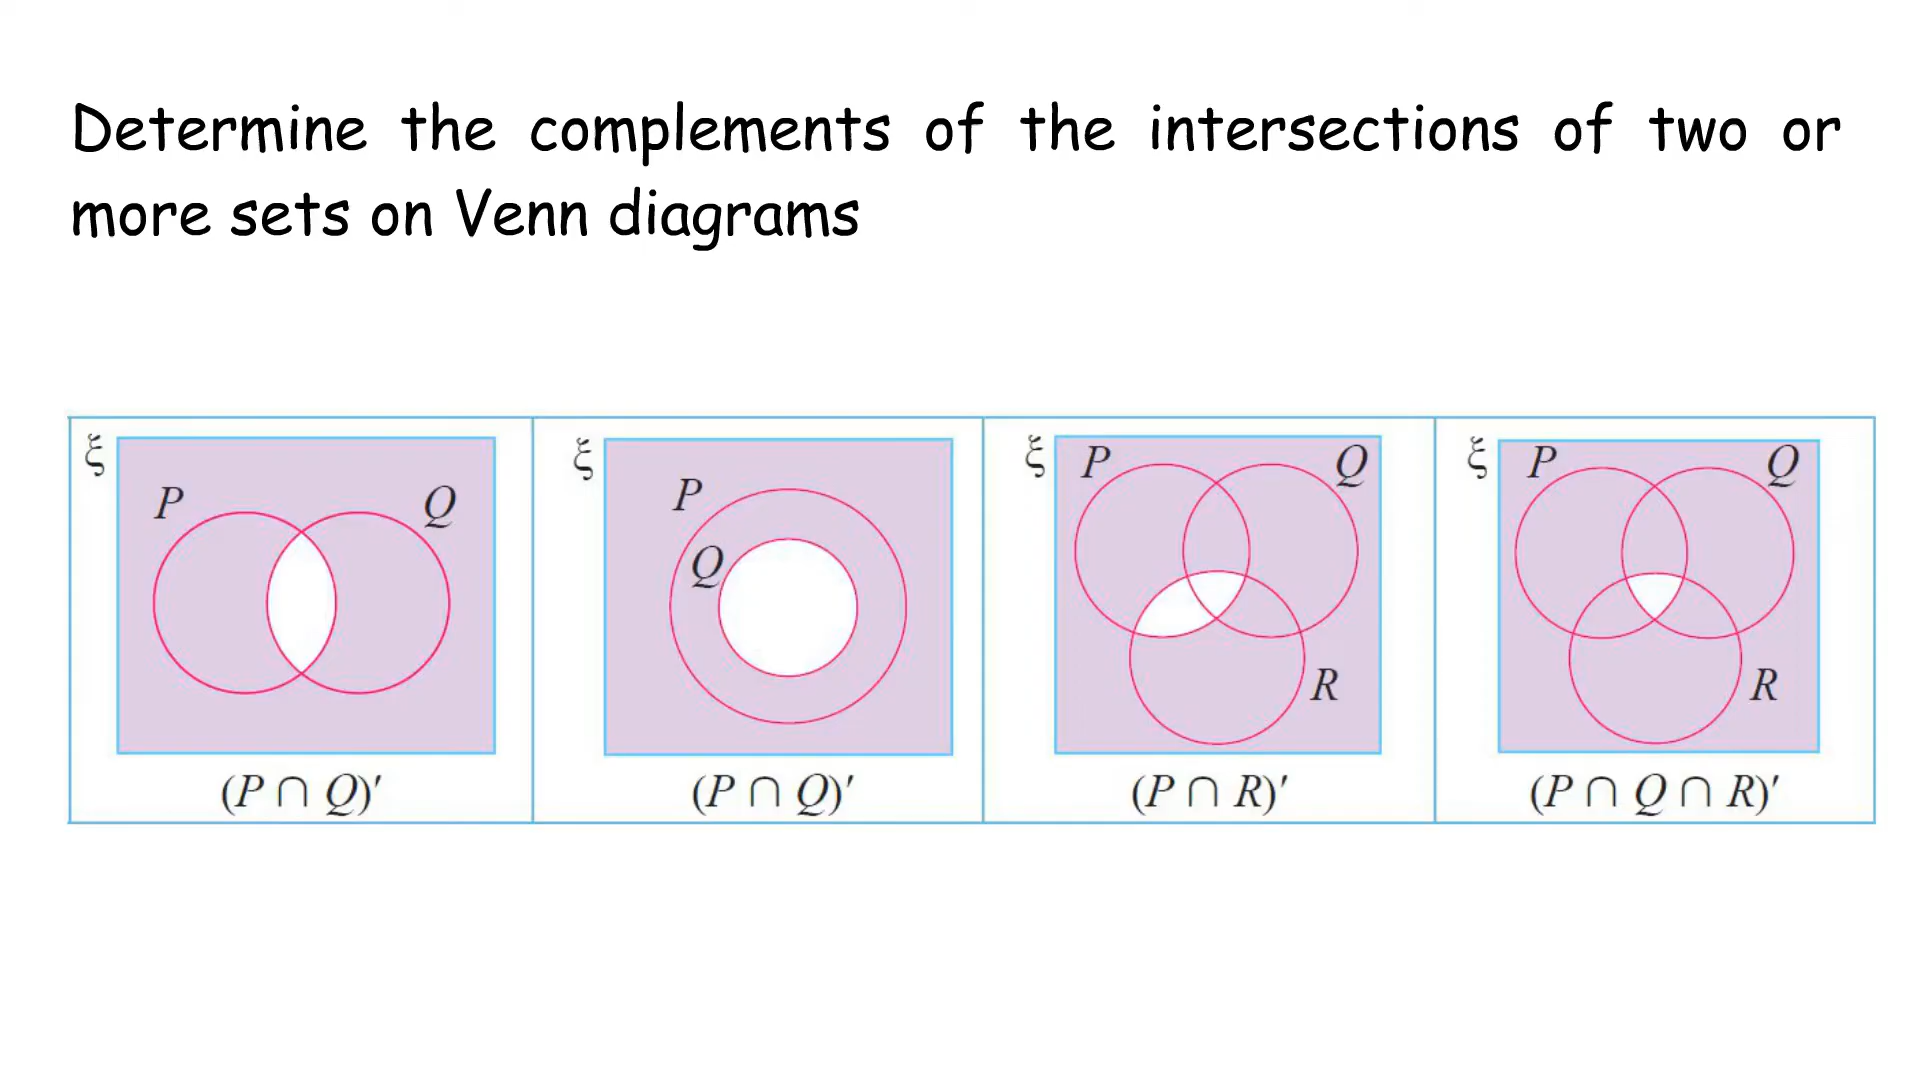 Determine the complements of the intersections of two or
more sets on Venn diagrams
ξ
P
Q
(P ∩ Q)′
ξ
P
Q
(P ∩ Q)′
ξ
P
Q
R
(P ∩ R)′
ξ
P
Q
R
(P ∩ Q ∩ R)′